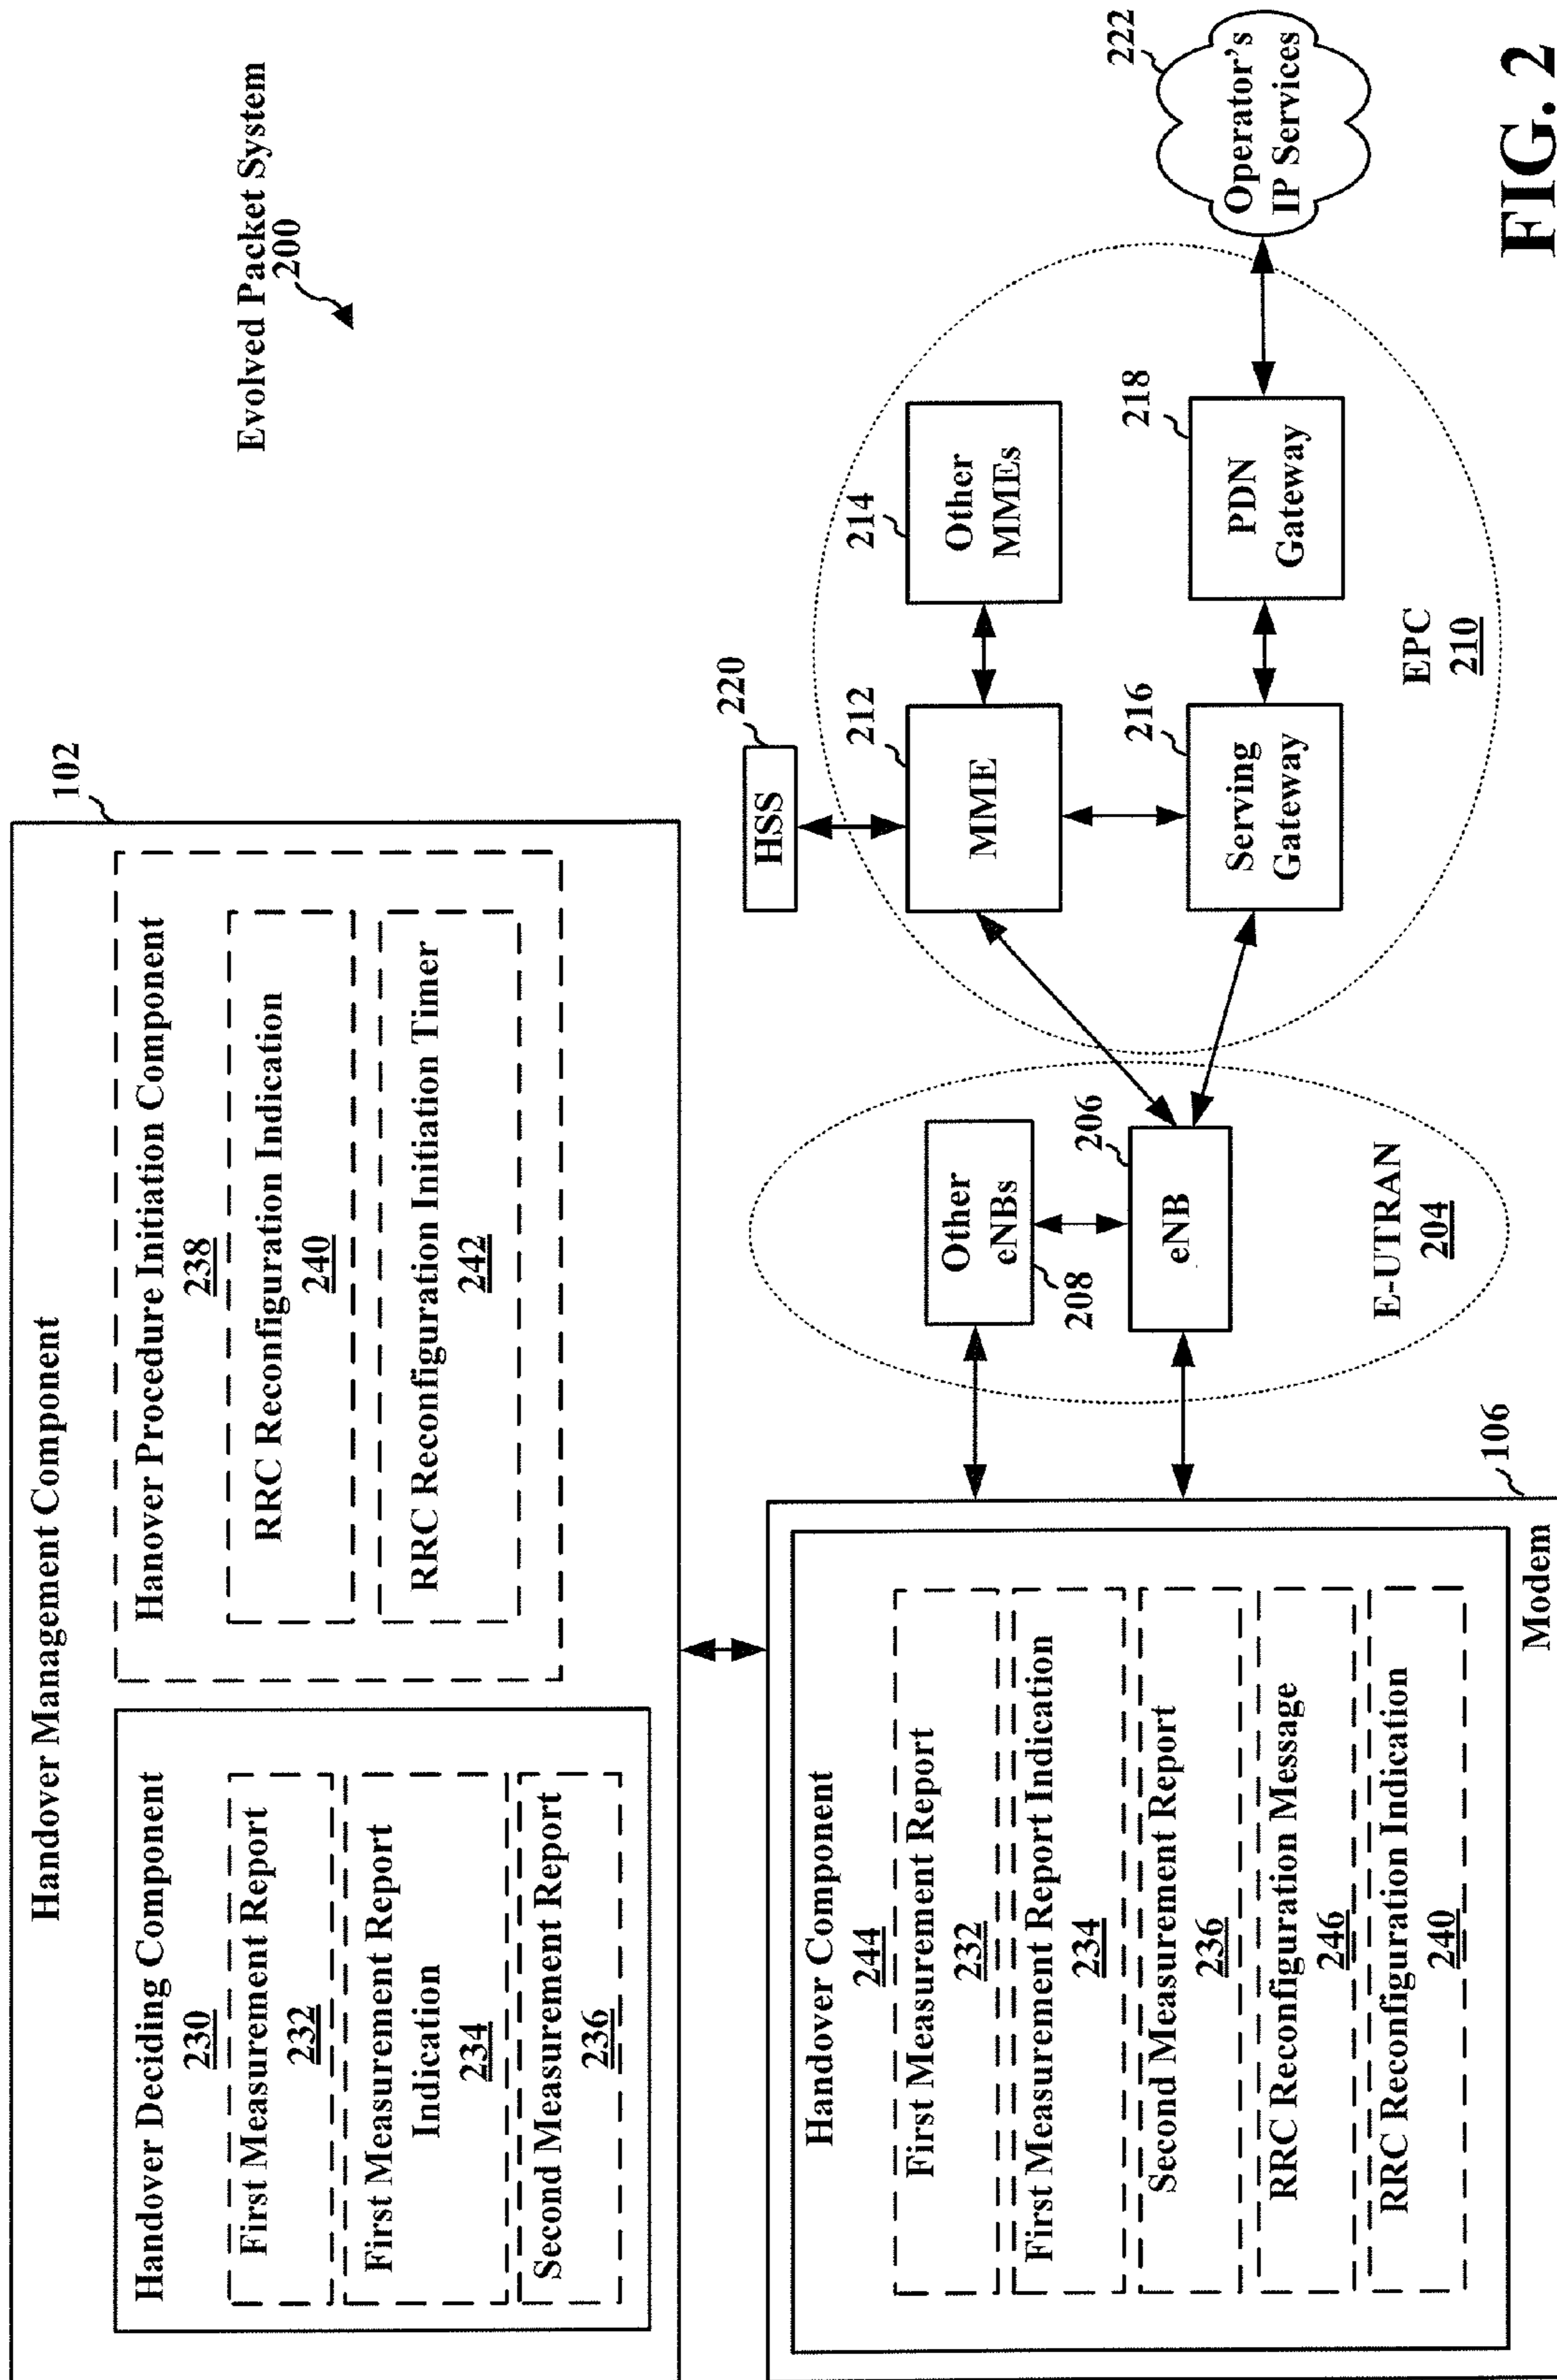 Evolved Packet System
200
Handover Management Component
102
Handover Deciding Component
230
First Measurement Report
232
First Measurement Report
Indication
234
Second Measurement Report
236
Hanover Procedure Initiation Component
238
RRC Reconfiguration Indication
240
RRC Reconfiguration Initiation Timer
242
Handover Component
244
First Measurement Report
232
First Measurement Report Indication
234
Second Measurement Report
236
RRC Reconfiguration Message
246
RRC Reconfiguration Indication
240
Modem
106
Other
eNBs
208
206
eNB
E-UTRAN
204
HSS
220
MME
212
Other
MMEs
214
Serving
Gateway
216
PDN
Gateway
218
EPC
210
Operator's
IP Services
222
FIG. 2